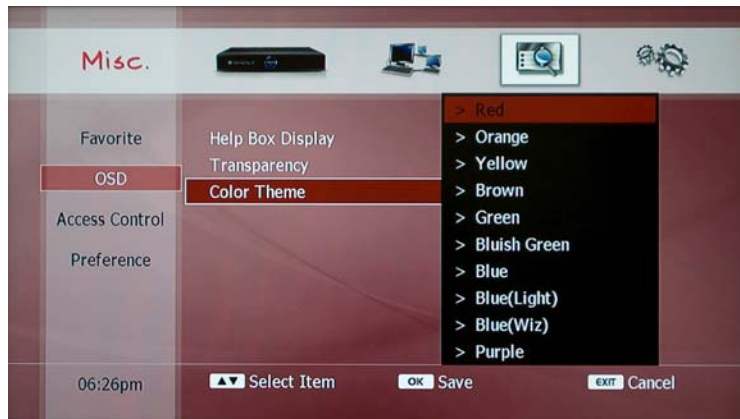 Misc.
Favorite
OSD
Access Control
Preference
06:26pm
Help Box Display
Transparency
Color Theme
> Red
> Orange
> Yellow
> Brown
> Green
> Bluish Green
> Blue
> Blue(Light)
> Blue(Wiz)
> Purple
▲▼ Select Item
OK Save
EXIT Cancel